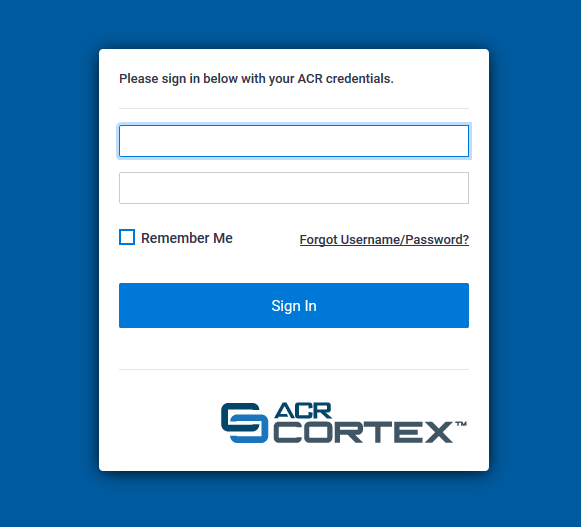 Please sign in below with your ACR credentials.
Remember Me
Forgot Username/Password?
Sign In
ACR
CORTEX™